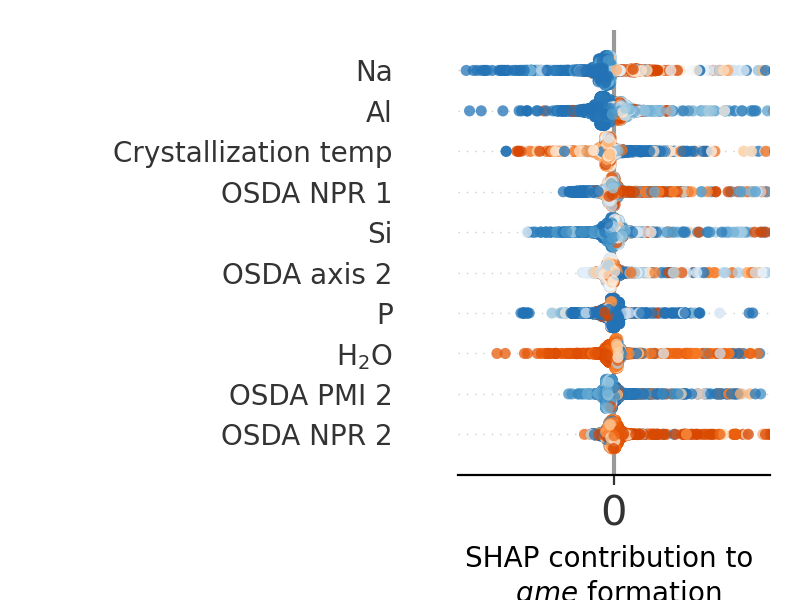 Na
Al
Crystallization temp
OSDA NPR 1
Si
OSDA axis 2
P
H₂O
OSDA PMI 2
OSDA NPR 2
0
SHAP contribution to
gme formation